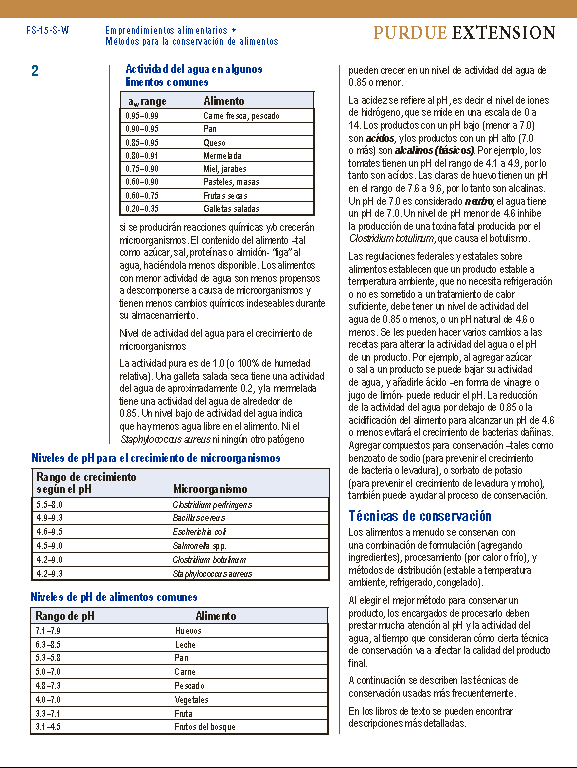 FS-15-S-W
Emprendimientos alimentarios •
Métodos para la conservación de alimentos
PURDUE EXTENSION
2
Actividad del agua en algunos
limentos comunes
aw range Alimento
0.95–0.99 Carne fresca, pescado
0.90–0.95 Pan
0.85–0.95 Queso
0.80–0.91 Mermelada
0.75–0.90 Miel, jarabes
0.60–0.90 Pasteles, masas
0.60–0.75 Frutas secas
0.20–0.35 Galletas saladas
si se producirán reacciones químicas y/o crecerán
microorganismos. El contenido del alimento –tal
como azúcar, sal, proteínas o almidón- "liga" al
agua, haciéndola menos disponible. Los alimentos
con menor actividad de agua son menos propensos
a descomponerse a causa de microorganismos y
tienen menos cambios químicos indeseables durante
su almacenamiento.
Nivel de actividad del agua para el crecimiento de
microorganismos
La actividad pura es de 1.0 (o 100% de humedad
relativa). Una galleta salada seca tiene una actividad
del agua de aproximadamente 0.2, y la mermelada
tiene una actividad del agua de alrededor de
0.85. Un nivel bajo de actividad del agua indica
que hay menos agua libre en el alimento. Ni el
Staphylococcus aureus ni ningún otro patógeno
Niveles de pH para el crecimiento de microorganismos
Rango de crecimiento
según el pH Microorganismo
5.5–8.0 Clostridium perfringens
4.9–9.3 Bacillus cereus
4.6–9.5 Escherichia coli
4.5–9.0 Salmonella spp.
4.2–9.0 Clostridium botulinum
4.2–9.3 Staphylococcus aureus
Niveles de pH de alimentos comunes
Rango de pH Alimento
7.1–7.9 Huevos
6.3–8.5 Leche
5.3–5.8 Pan
5.0–7.0 Carne
4.8–7.3 Pescado
4.0–7.0 Vegetales
3.3–7.1 Fruta
3.1–4.5 Frutos del bosque
pueden crecer en un nivel de actividad del agua de
0.85 o menor.
La acidez se refiere al pH, es decir el nivel de iones
de hidrógeno, que se mide en una escala de 0 a
14. Los productos con un pH bajo (menor a 7.0)
son acidos, y los productos con un pH alto (7.0
o más) son alcalinos (básicos). Por ejemplo, los
tomates tienen un pH del rango de 4.1 a 4.9, por lo
tanto son ácidos. Las claras de huevo tienen un pH
en el rango de 7.6 a 9.6, por lo tanto son alcalinas.
Un pH de 7.0 es considerado neutro; el agua tiene
un pH de 7.0. Un nivel de pH menor de 4.6 inhibe
la producción de una toxina fatal producida por el
Clostridium botulinum, que causa el botulismo.
Las regulaciones federales y estatales sobre
alimentos establecen que un producto estable a
temperatura ambiente, que no necesita refrigeración
o no es sometido a un tratamiento de calor
suficiente, debe tener un nivel de actividad del
agua de 0.85 o menos, o un pH natural de 4.6 o
menos. Se les pueden hacer varios cambios a las
recetas para alterar la actividad del agua o el pH
de un producto. Por ejemplo, al agregar azúcar
o sal a un producto se puede bajar su actividad
de agua, y añadirle ácido –en forma de vinagre o
jugo de limón- puede reducir el pH. La reducción
de la actividad del agua por debajo de 0.85 o la
acidificación del alimento para alcanzar un pH de 4.6
o menos evitará el crecimiento de bacterias dañinas.
Agregar compuestos para conservación –tales como
benzoato de sodio (para prevenir el crecimiento
de bacteria o levadura), o sorbato de potasio
(para prevenir el crecimiento de levadura y moho),
también puede ayudar al proceso de conservación.
Técnicas de conservación
Los alimentos a menudo se conservan con
una combinación de formulación (agregando
ingredientes), procesamiento (por calor o frío), y
métodos de distribución (estable a temperatura
ambiente, refrigerado, congelado).
Al elegir el mejor método para conservar un
producto, los encargados de procesarlo deben
prestar mucha atención al pH y la actividad del
agua, al tiempo que consideran cómo cierta técnica
de conservación va a afectar la calidad del producto
final.
A continuación se describen las técnicas de
conservación usadas más frecuentemente.
En los libros de texto se pueden encontrar
descripciones más detalladas.